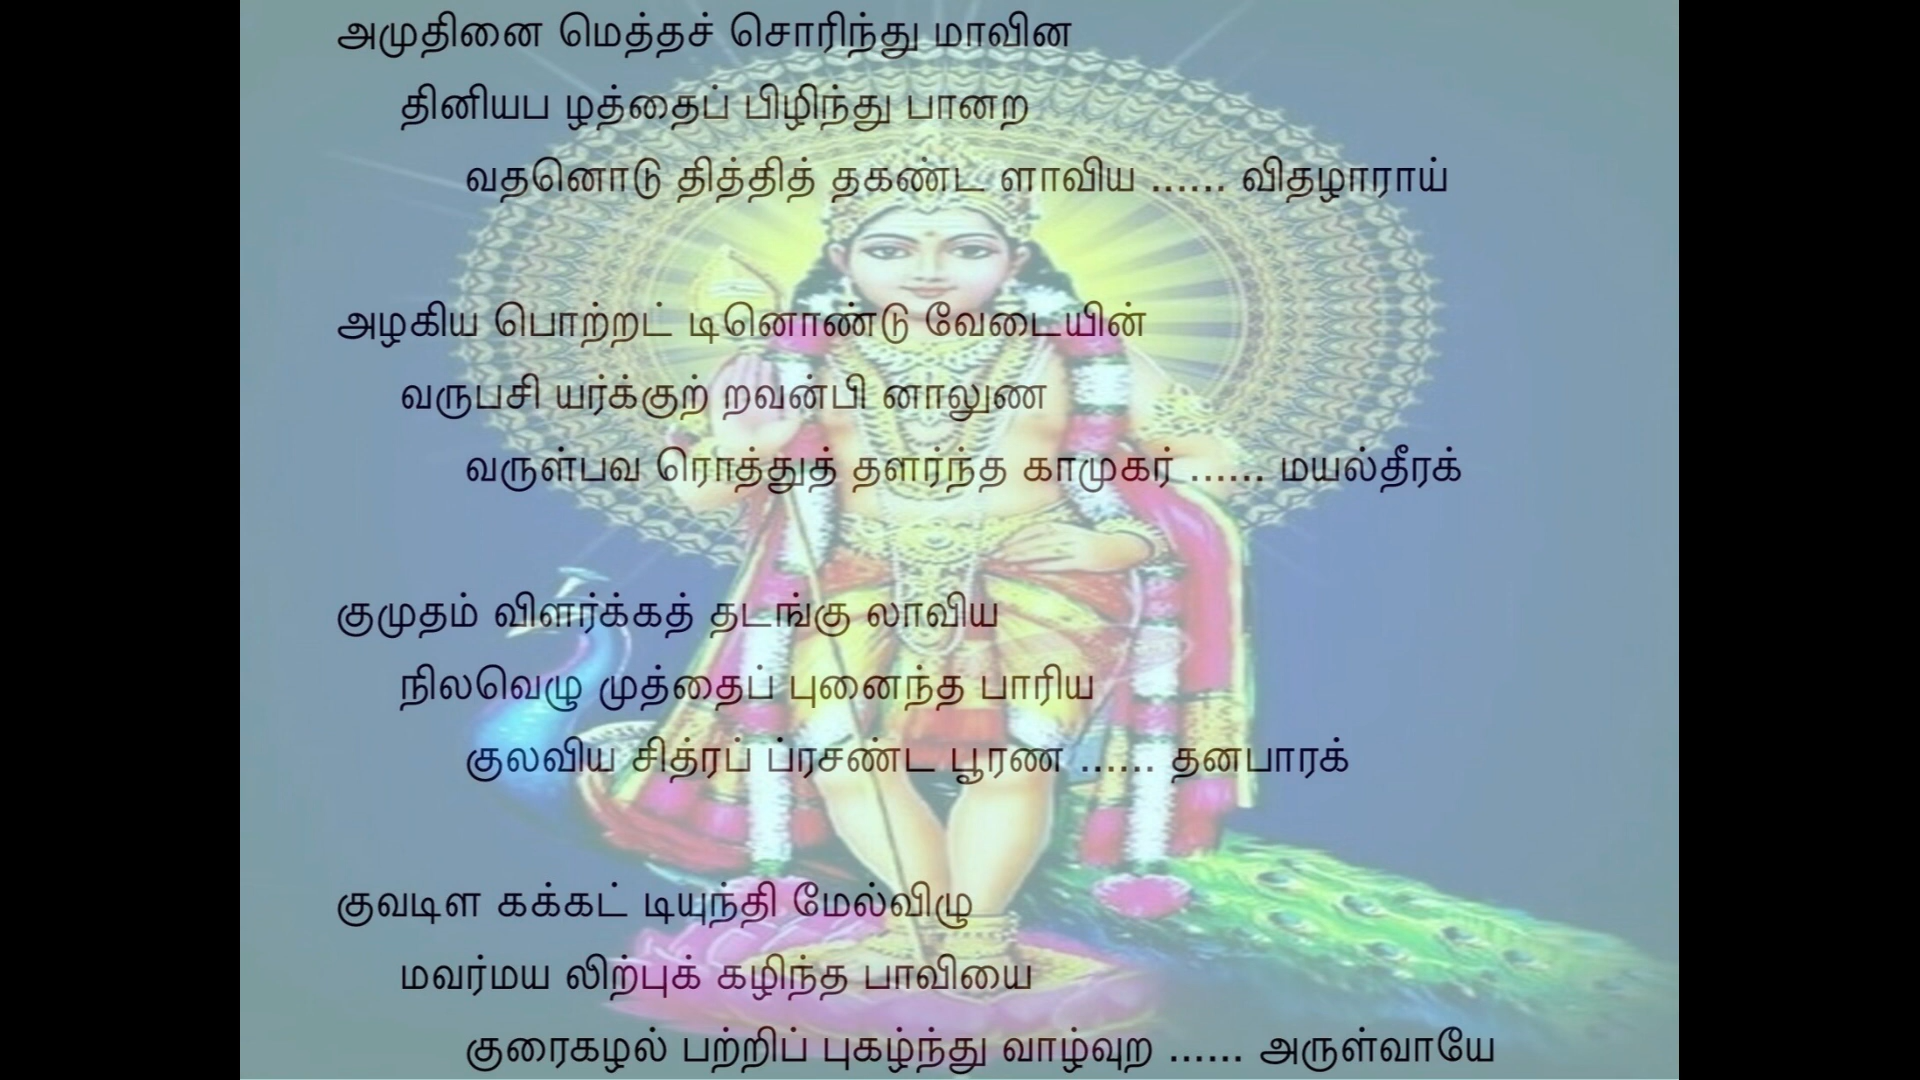 அமுதினை மெத்தச் சொரிந்து மாவின
தினியப ழத்தைப் பிழிந்து பானற
வதனொடு தித்தித் தகண்ட ளாவிய ...... விதழாராய்
அழகிய பொற்றட் டினொண்டு வேடையின்
வருபசி யர்க்குற் றவன்பி னாலுண
வருள்பவ ரொத்துத் தளர்ந்த காமுகர் ...... மயல்தீரக்
குமுதம் விளர்க்கத் தடங்கு லாவிய
நிலவெழு முத்தைப் புனைந்த பாரிய
குலவிய சித்ரப் ப்ரசண்ட பூரண ...... தனபாரக்
குவடிள கக்கட் டியுந்தி மேல்விழு
மவர்மய லிற்புக் கழிந்த பாவியை
குரைகழல் பற்றிப் புகழ்ந்து வாழ்வுற ...... அருள்வாயே